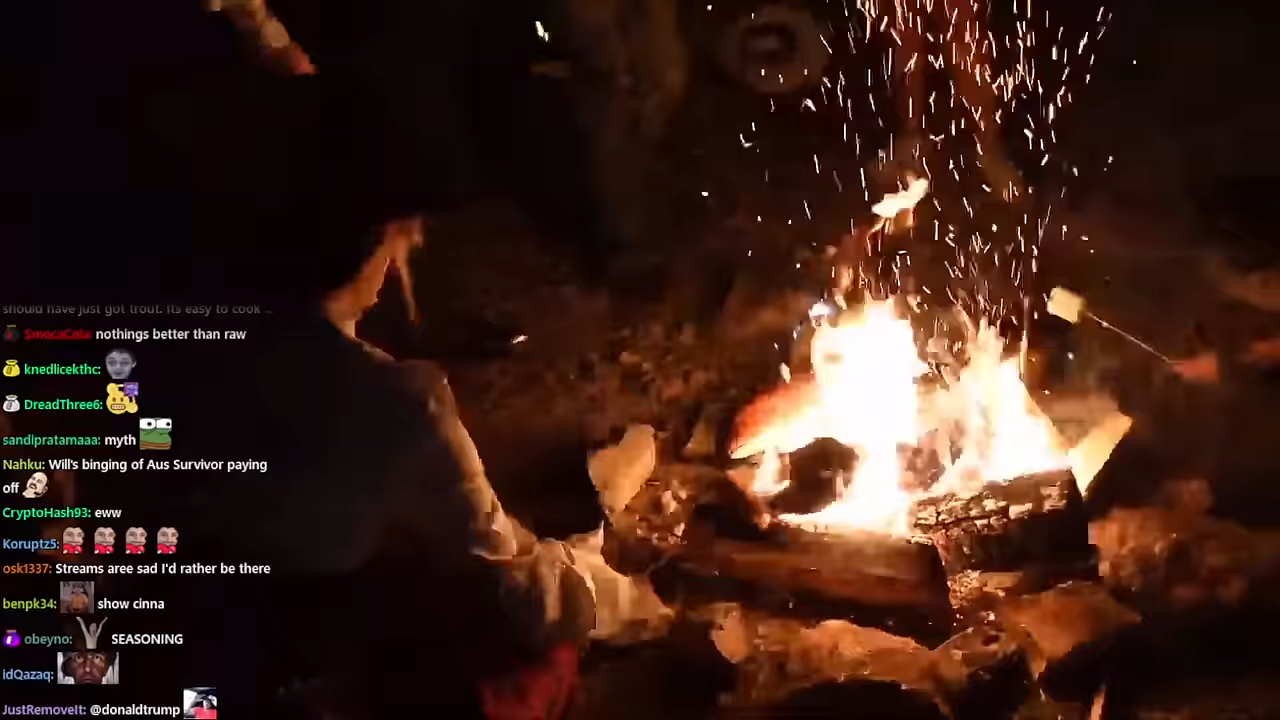 should have just got trout. Its easy to cook ...
SmocaCola: nothings better than raw
knedlicekthc:
DreadThree6:
sandipratamaaa: myth
Nahku: Will's binging of Aus Survivor paying
off
CryptoHash93: eww
Koruptz5:
osk1337: Streams aree sad I'd rather be there
benpk34: show cinna
obeyno: SEASONING
idQazaq:
JustRemoveIt: @donaldtrump